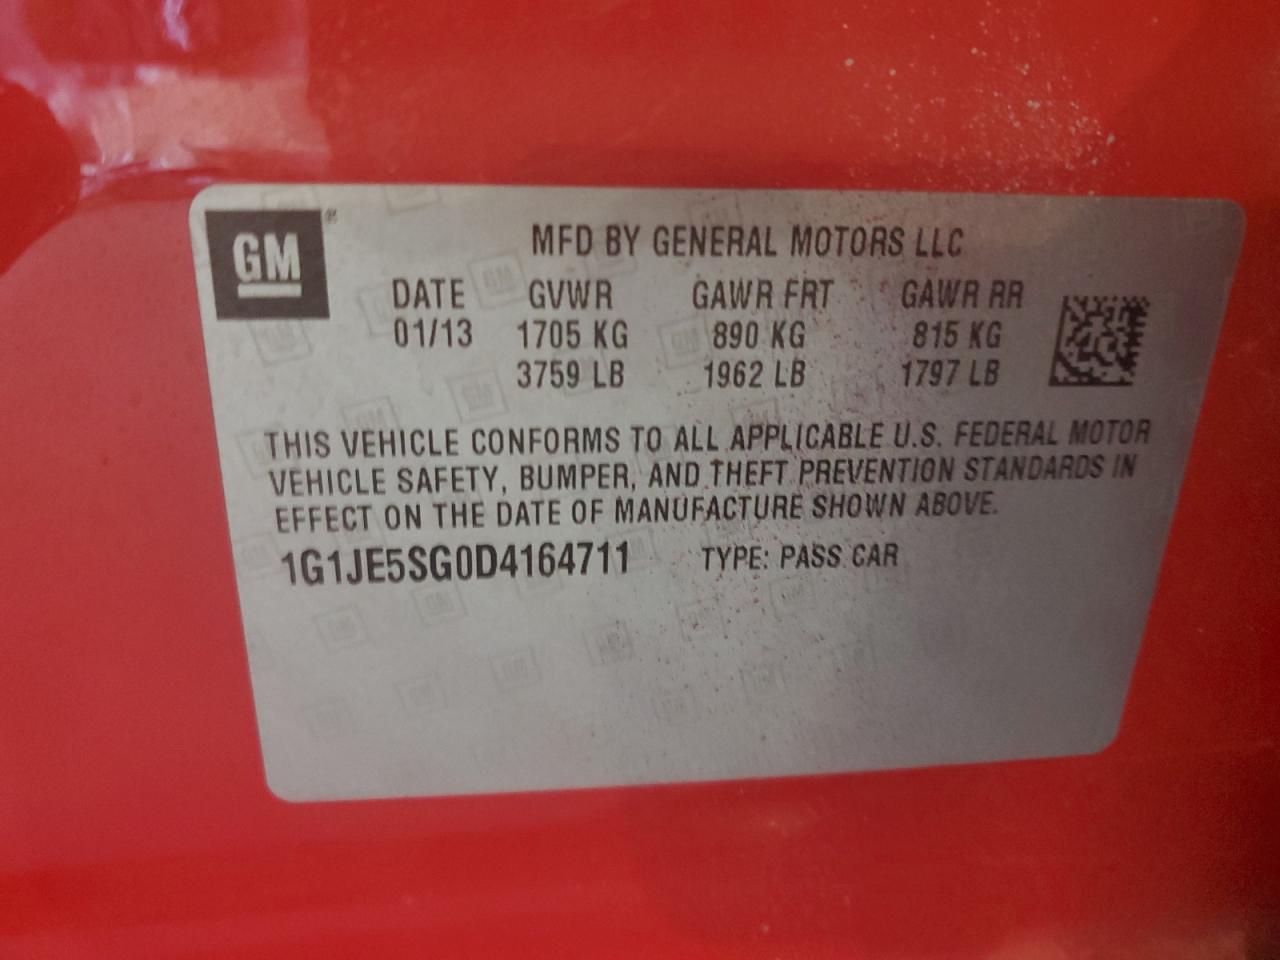 GM
®
MFD BY GENERAL MOTORS LLC
DATE GVWR GAWR FRT GAWR RR
01/13 1705 KG 890 KG 815 KG
3759 LB 1962 LB 1797 LB
THIS VEHICLE CONFORMS TO ALL APPLICABLE U.S. FEDERAL MOTOR
VEHICLE SAFETY, BUMPER, AND THEFT PREVENTION STANDARDS IN
EFFECT ON THE DATE OF MANUFACTURE SHOWN ABOVE.
1G1JE5SG0D4164711 TYPE: PASS CAR